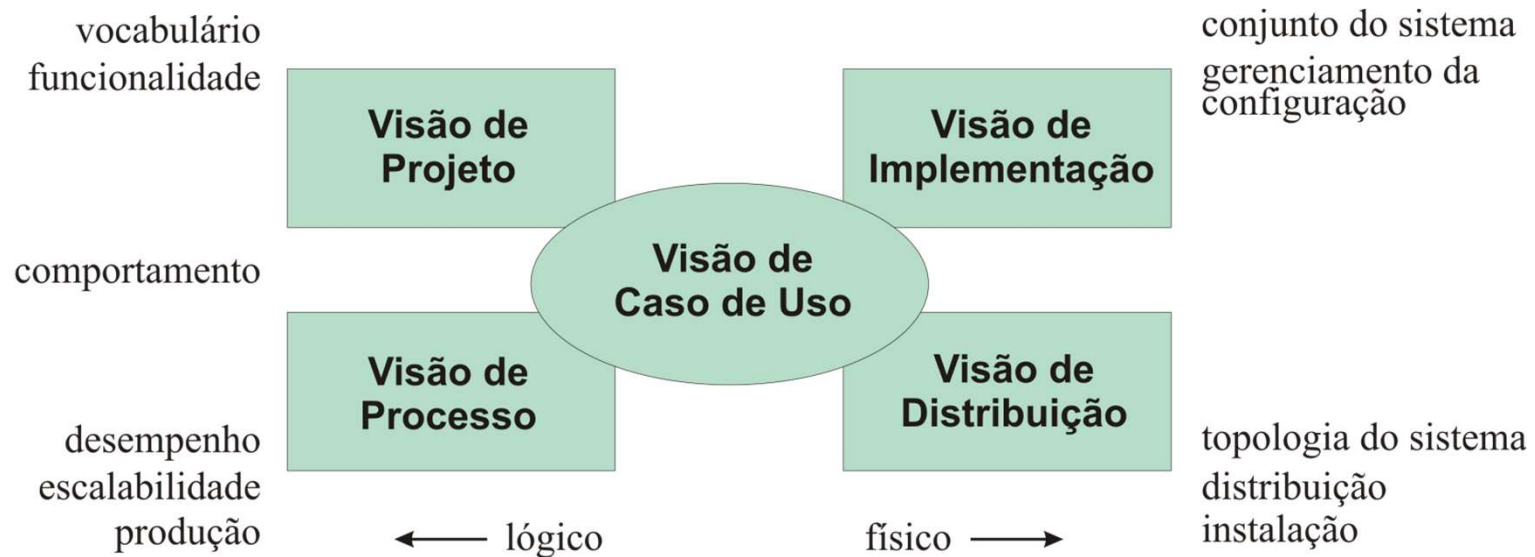 vocabulário
funcionalidade
conjunto do sistema
gerenciamento da
configuração
Visão de
Projeto
Visão de
Implementação
comportamento
Visão de
Caso de Uso
Visão de
Processo
Visão de
Distribuição
desempenho
escalabilidade
produção
topologia do sistema
distribuição
instalação
lógico
físico